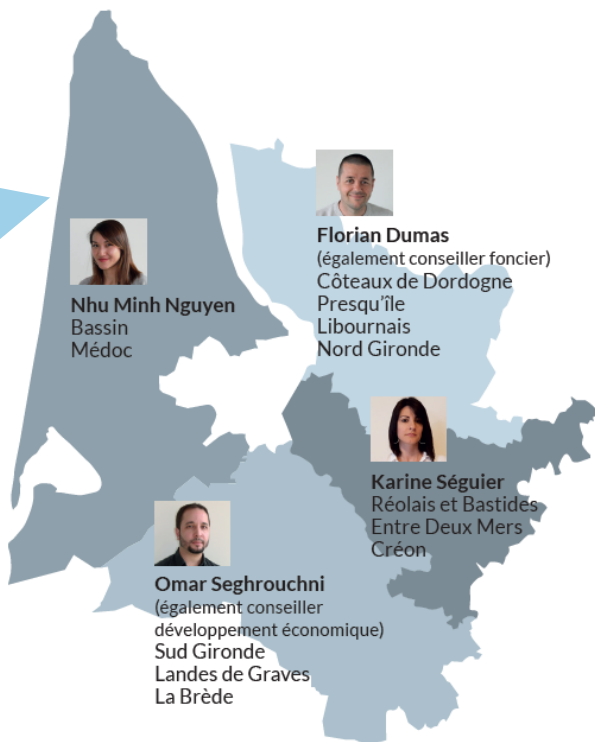 Florian Dumas
(également conseiller foncier)
Côteaux de Dordogne
Presqu'île
Libournais
Nord Gironde
Nhu Minh Nguyen
Bassin
Médoc
Karine Séguier
Réolais et Bastides
Entre Deux Mers
Créon
Omar Seghrouchni
(également conseiller
développement économique)
Sud Gironde
Landes de Graves
La Brède